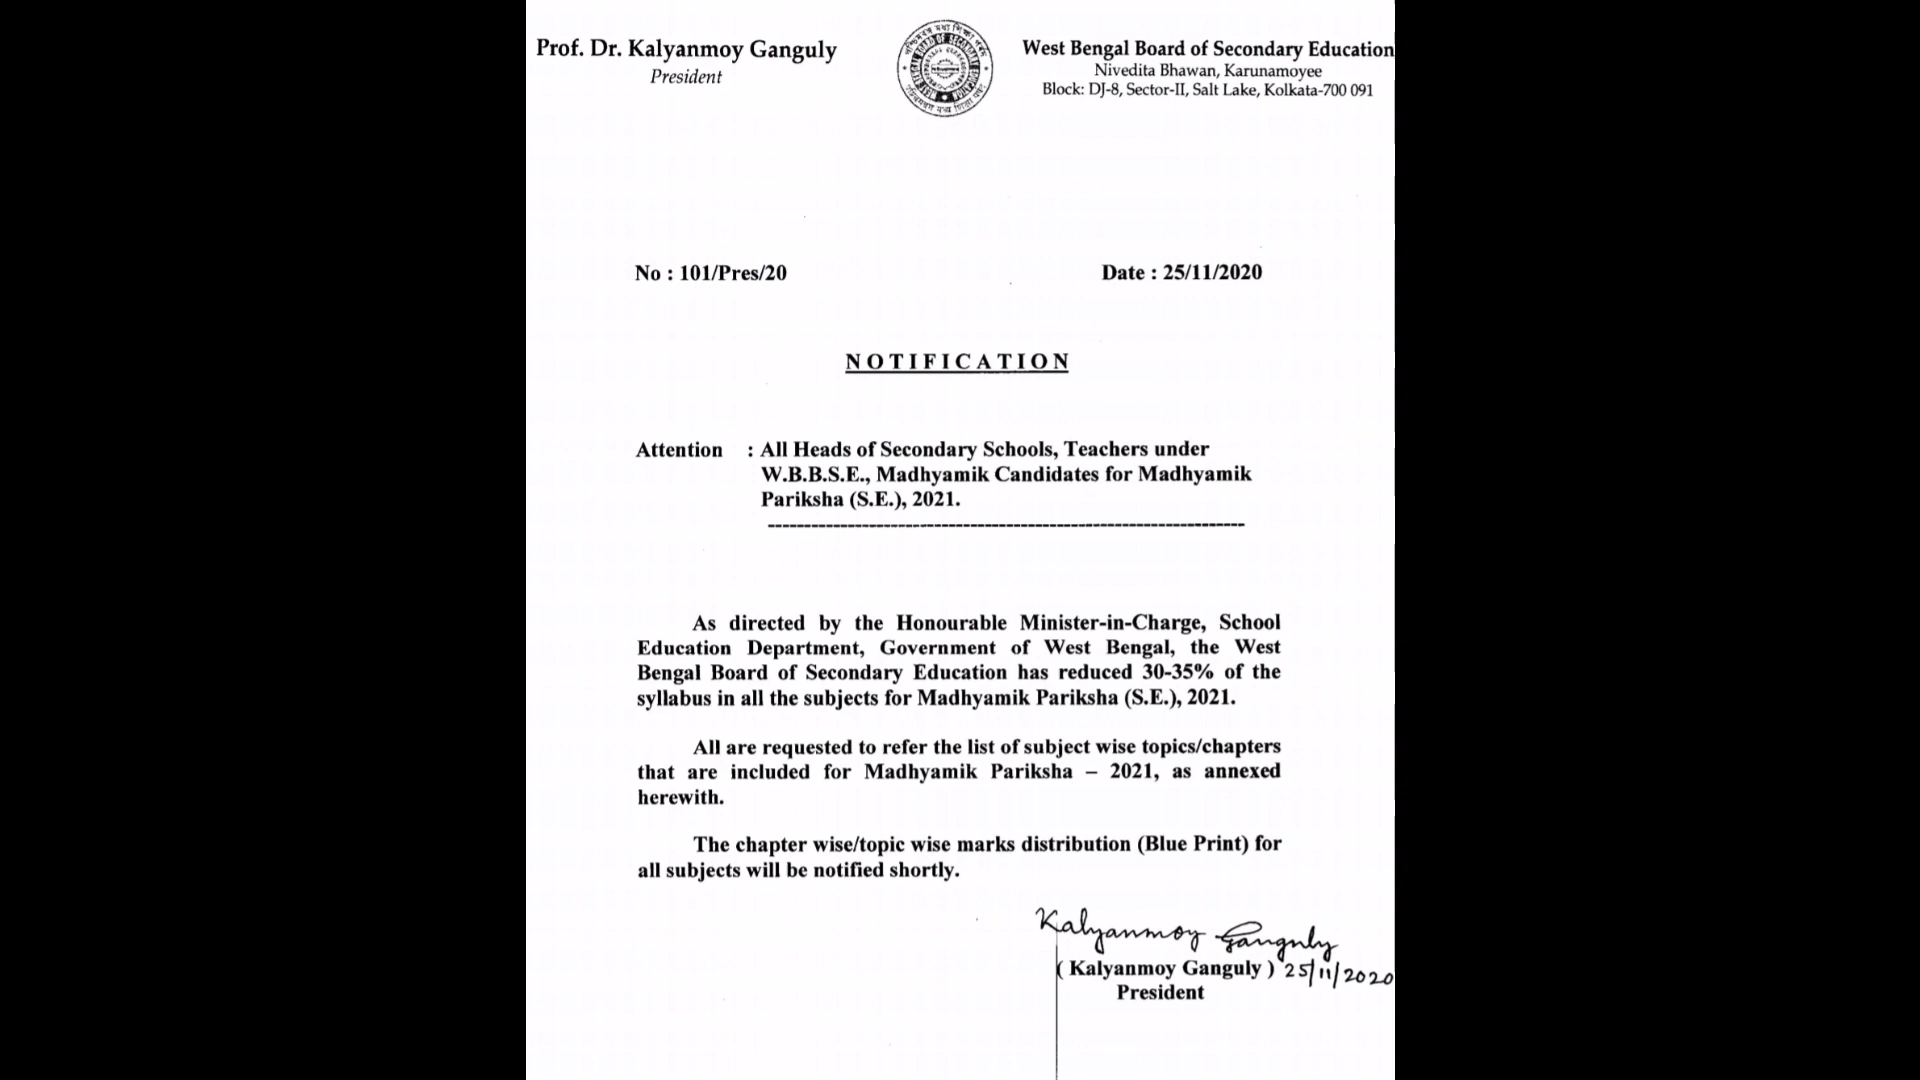 Prof. Dr. Kalyanmoy Ganguly
President
West Bengal Board of Secondary Education
Nivedita Bhawan, Karunamoyee
Block: DJ-8, Sector-II, Salt Lake, Kolkata-700 091
No : 101/Pres/20
Date : 25/11/2020
NOTIFICATION
Attention : All Heads of Secondary Schools, Teachers under
W.B.B.S.E., Madhyamik Candidates for Madhyamik
Pariksha (S.E.), 2021.
As directed by the Honourable Minister-in-Charge, School
Education Department, Government of West Bengal, the West
Bengal Board of Secondary Education has reduced 30-35% of the
syllabus in all the subjects for Madhyamik Pariksha (S.E.), 2021.
All are requested to refer the list of subject wise topics/chapters
that are included for Madhyamik Pariksha – 2021, as annexed
herewith.
The chapter wise/topic wise marks distribution (Blue Print) for
all subjects will be notified shortly.
Kalyanmoy Ganguly
( Kalyanmoy Ganguly ) 25/11/2020
President